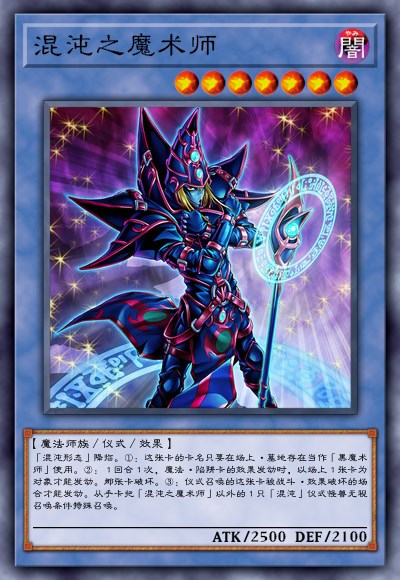 混沌之魔术师
やみ
闇
【魔法师族／仪式／效果】
「混沌形态」降临。①：这张卡的卡名只要在场上・墓地存在当作「黑魔术
师」使用。②：1回合1次，魔法・陷阱卡的效果发动时，以场上1张卡为
对象才能发动。那张卡破坏。③：仪式召唤的这张卡被战斗・效果破坏的场
合才能发动。从手卡把「混沌之魔术师」以外的1只「混沌」仪式怪兽无视
召唤条件特殊召唤。
ATK/2500 DEF/2100